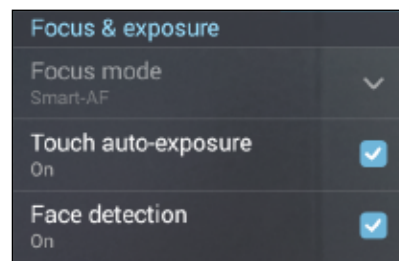 Focus & exposure
Focus mode
Smart-AF
Touch auto-exposure
On
Face detection
On